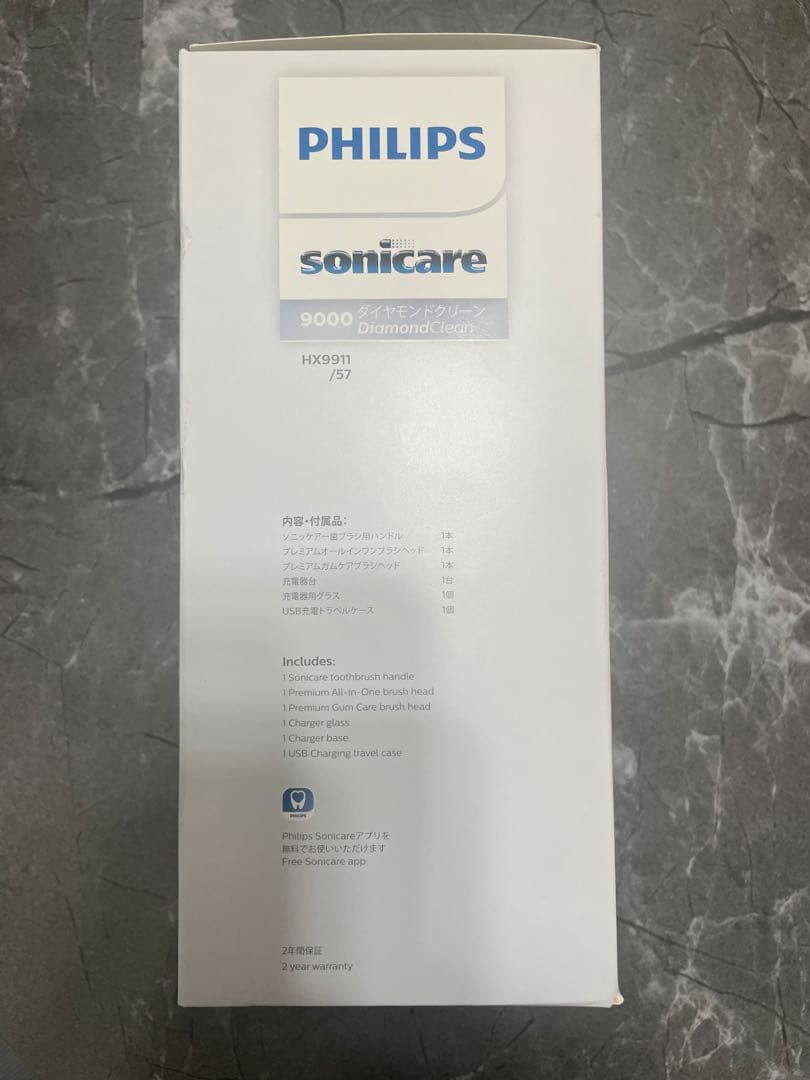 PHILIPS
sonicare
9000 ダイヤモンドクリーン
DiamondClean
HX9911
/57
内容・付属品：
ソニッケアー歯ブラシ用ハンドル 1本
プレミアムオールインワンブラシヘッド 1本
プレミアムガムケアブラシヘッド 1本
充電器台 1台
充電器用グラス 1個
USB充電トラベルケース 1個
Includes:
1 Sonicare toothbrush handle
1 Premium All-in-One brush head
1 Premium Gum Care brush head
1 Charger glass
1 Charger base
1 USB Charging travel case
PHILIPS
Philips Sonicareアプリを
無料でお使いいただけます
Free Sonicare app
2年間保証
2 year warranty